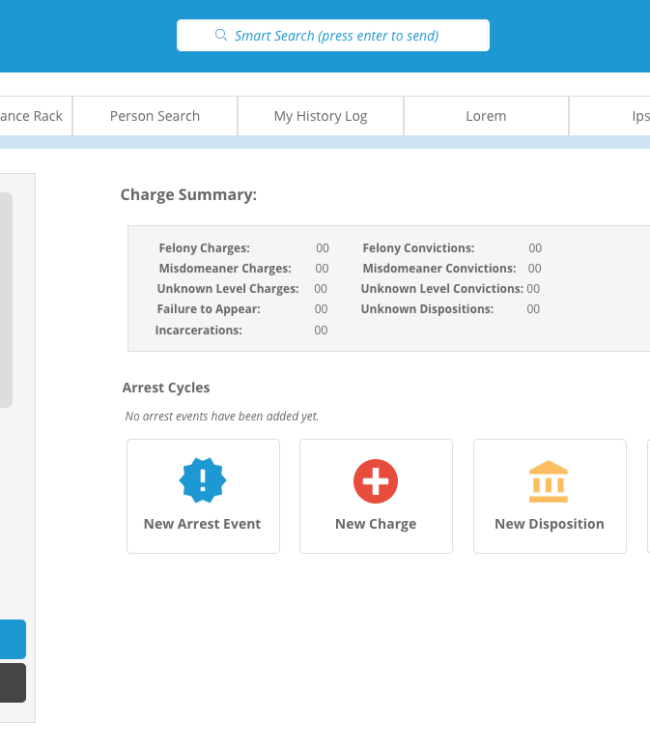 Smart Search (press enter to send)
ance Rack Person Search My History Log Lorem Ips
Charge Summary:
Felony Charges: 00 Felony Convictions: 00
Misdomeaner Charges: 00 Misdomeaner Convictions: 00
Unknown Level Charges: 00 Unknown Level Convictions: 00
Failure to Appear: 00 Unknown Dispositions: 00
Incarcerations: 00
Arrest Cycles
No arrest events have been added yet.
New Arrest Event New Charge New Disposition